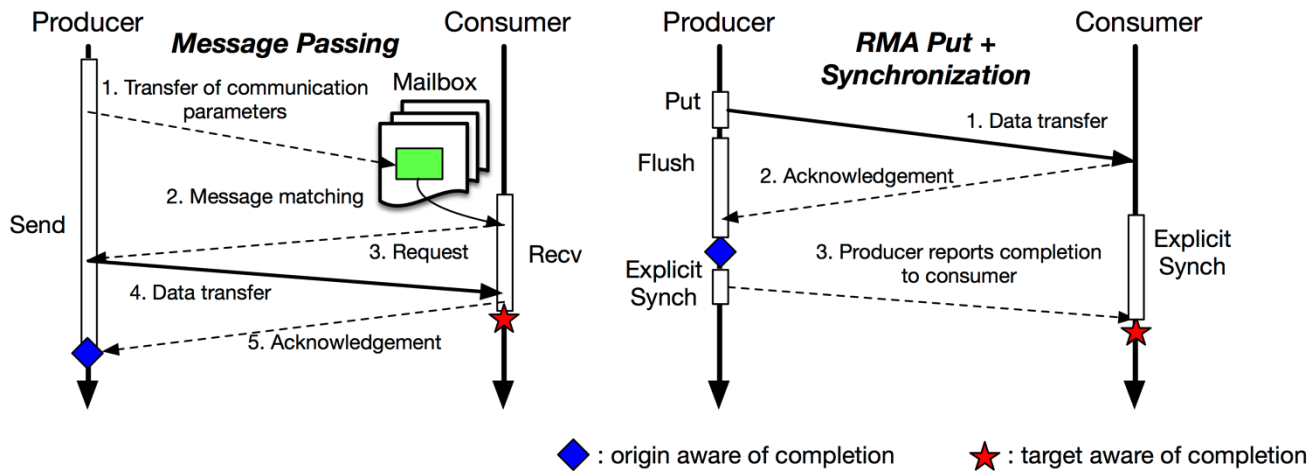 Producer
Consumer
Message Passing
1. Transfer of communication
parameters
Mailbox
2. Message matching
Send
3. Request
Recv
4. Data transfer
5. Acknowledgement
Producer
Consumer
RMA Put +
Synchronization
Put
1. Data transfer
Flush
2. Acknowledgement
3. Producer reports completion
to consumer
Explicit
Synch
Explicit
Synch
: origin aware of completion
: target aware of completion